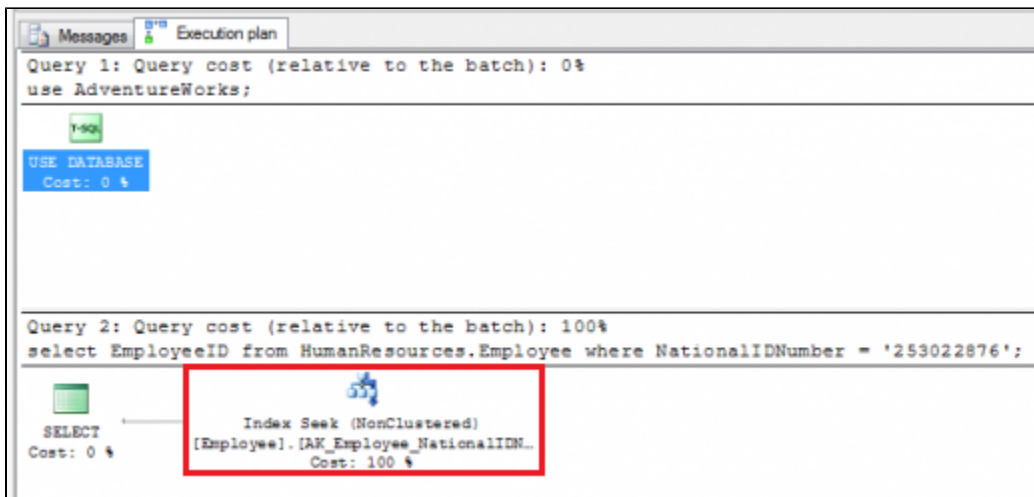 Messages
Execution plan
Query 1: Query cost (relative to the batch): 0%
use AdventureWorks;
T-SQL
USE DATABASE
Cost: 0 %
Query 2: Query cost (relative to the batch): 100%
select EmployeeID from HumanResources.Employee where NationalIDNumber = '253022876';
SELECT
Cost: 0 %
Index Seek (NonClustered)
[Employee].[AK_Employee_NationalIDN…
Cost: 100 %